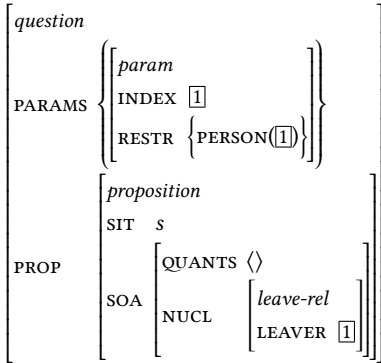 question
param
INDEX 1
PARAMS
RESTR {PERSON(1)}
proposition
SIT s
QUANTS ⟨⟩
PROP
SOA
leave-rel
NUCL
LEAVER 1